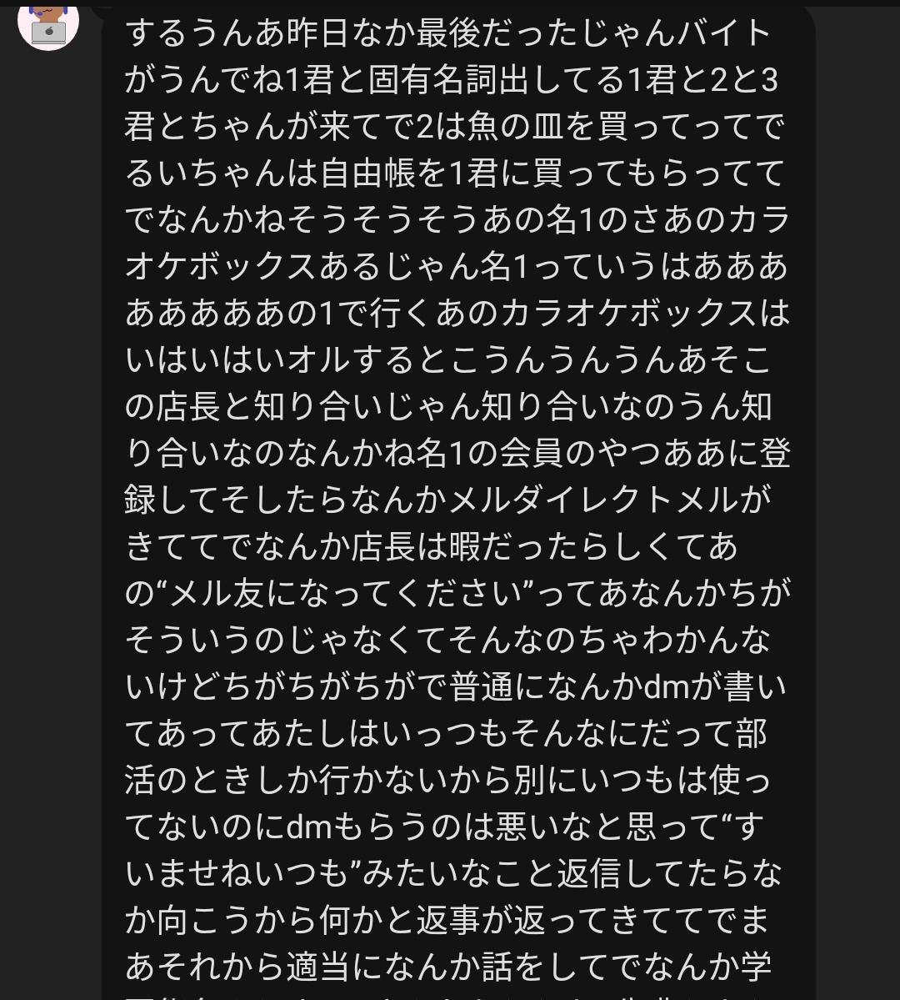 するうんあ昨日なか最後だったじゃんバイト
がうんでね1君と固有名詞出してる1君と2と3
君とちゃんが来てで2は魚の皿を買ってってで
るいちゃんは自由帳を1君に買ってもらってて
でなんかねそうそうそうあの名1のさあのカラ
オケボックスあるじゃん名1っていうはあああ
あああああの1で行くあのカラオケボックスは
いはいはいオルするとこうんうんうんあそこ
の店長と知り合いじゃん知り合いなのうん知
り合いなのなんかね名1の会員のやつああに登
録してそしたらなんかメルダイレクトメルが
きててでなんか店長は暇だったらしくてあ
の“メル友になってください”ってあなんかちが
そういうのじゃなくてそんなのちゃわかんな
いけどちがちがちがで普通になんかdmが書い
てあってあたしはいっつもそんなにだって部
活のときしか行かないから別にいつもは使っ
てないのにdmもらうのは悪いなと思って“す
いませねいつも”みたいなこと返信してたらな
か向こうから何かと返事が返ってきててでま
あそれから適当になんか話をしてでなんか学